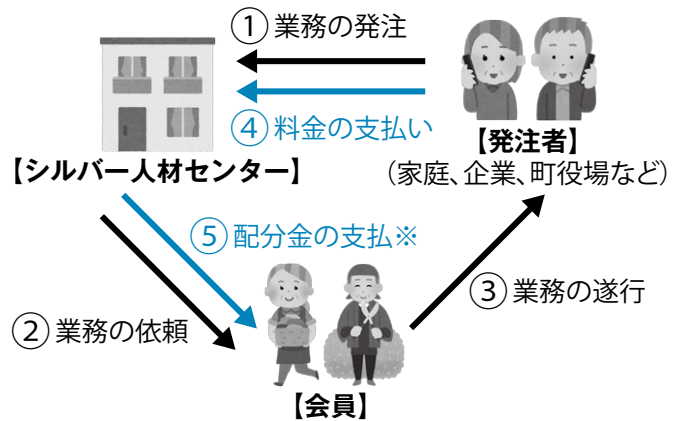 ①業務の発注
④料金の支払い
【シルバー人材センター】
【発注者】
（家庭、企業、町役場など）
⑤配分金の支払※
②業務の依頼
③業務の遂行
【会員】